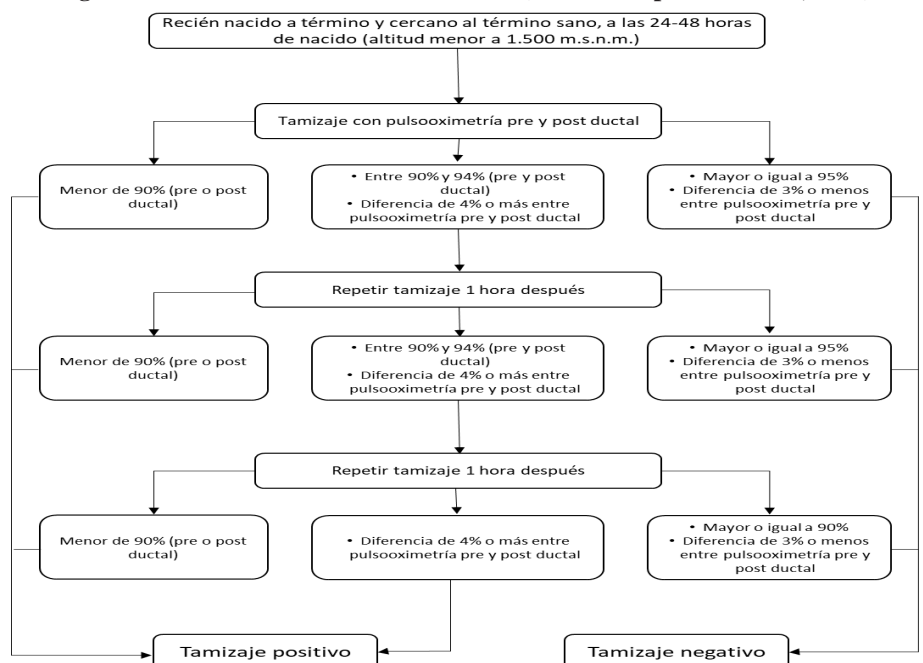 Recién nacido a término y cercano al término sano, a las 24-48 horas
de nacido (altitud menor a 1.500 m.s.n.m.)
Tamizaje con pulsooximetría pre y post ductal
Menor de 90% (pre o post
ductal)
• Entre 90% y 94% (pre y post
ductal)
• Diferencia de 4% o más entre
pulsooximetría pre y post ductal
• Mayor o igual a 95%
• Diferencia de 3% o menos
entre pulsooximetría pre y
post ductal
Repetir tamizaje 1 hora después
Menor de 90% (pre o post
ductal)
• Entre 90% y 94% (pre y post
ductal)
• Diferencia de 4% o más entre
pulsooximetría pre y post ductal
• Mayor o igual a 95%
• Diferencia de 3% o menos
entre pulsooximetría pre y
post ductal
Repetir tamizaje 1 hora después
Menor de 90% (pre o post
ductal)
• Diferencia de 4% o más entre
pulsooximetría pre y post ductal
• Mayor o igual a 90%
• Diferencia de 3% o menos
entre pulsooximetría pre y
post ductal
Tamizaje positivo
Tamizaje negativo